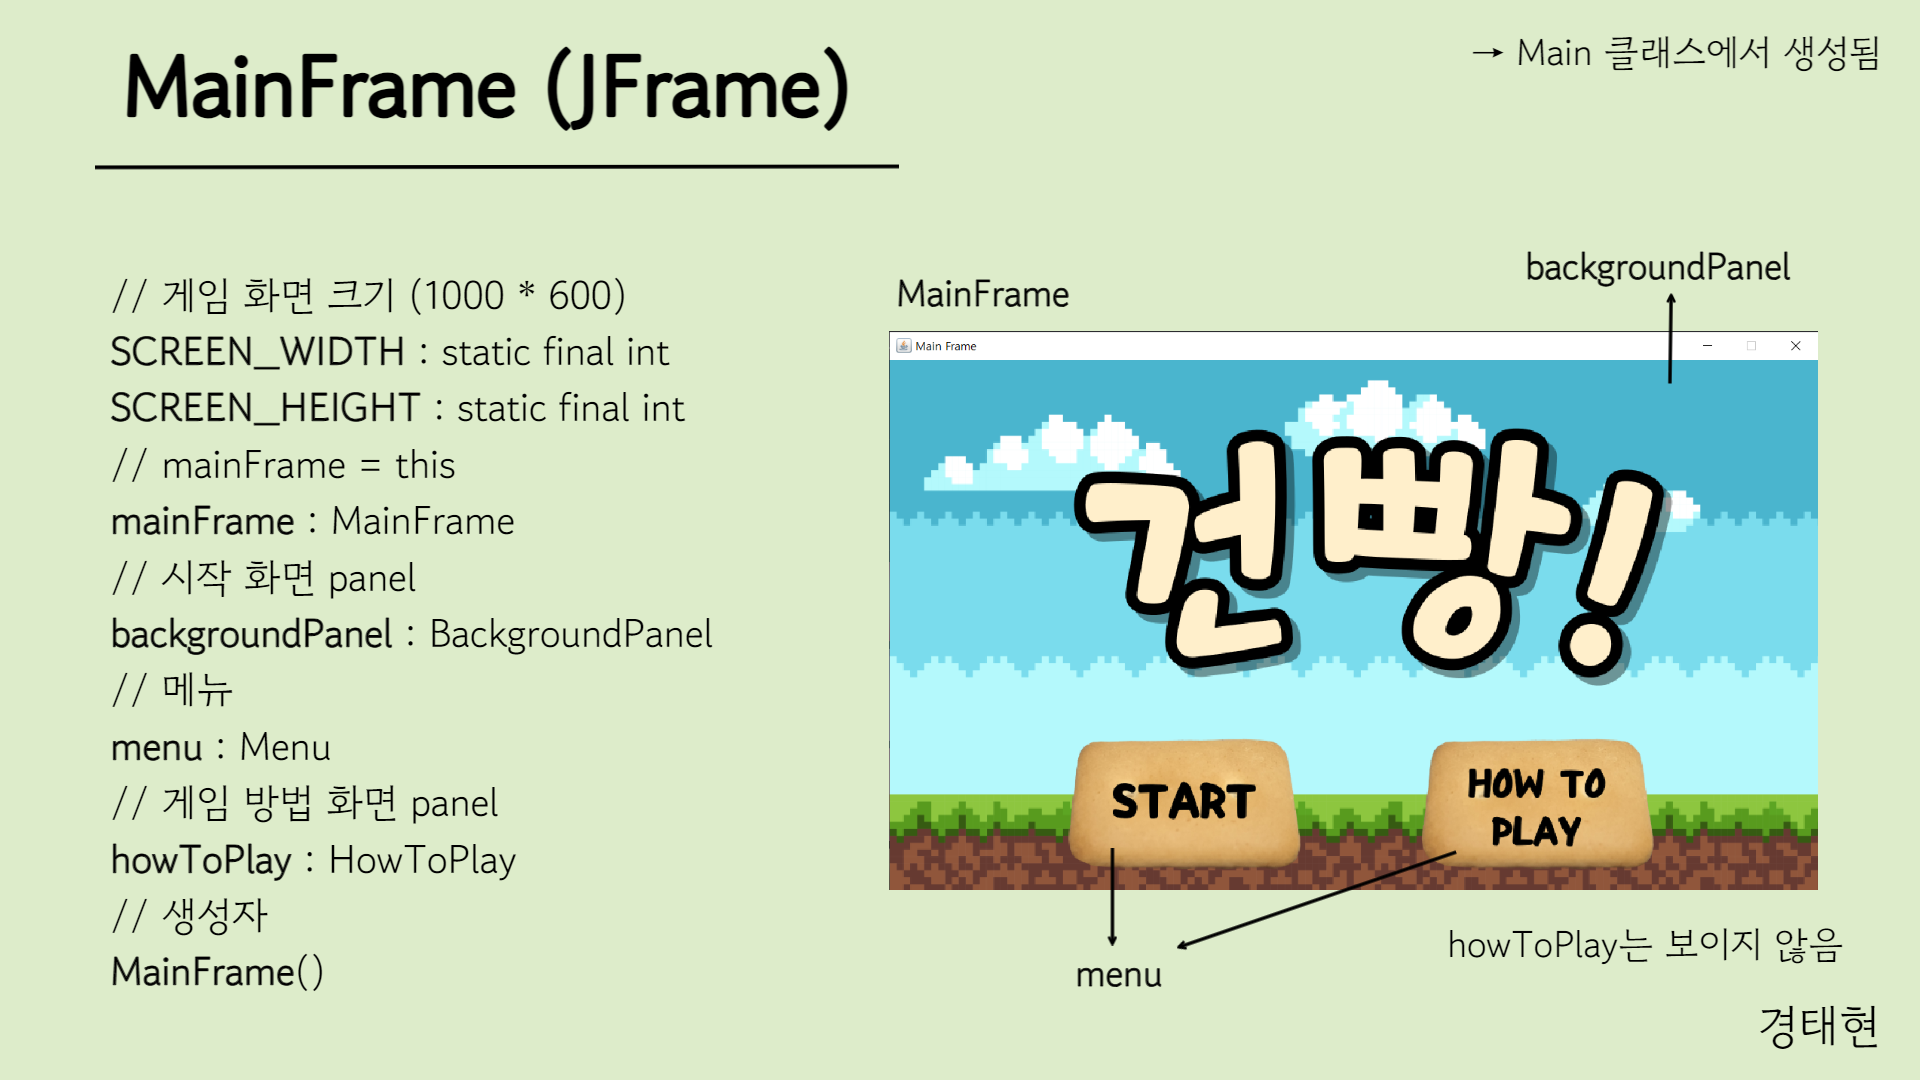 MainFrame (JFrame)
→ Main 클래스에서 생성됨
// 게임 화면 크기 (1000 * 600)
SCREEN_WIDTH : static final int
SCREEN_HEIGHT : static final int
// mainFrame = this
mainFrame : MainFrame
// 시작 화면 panel
backgroundPanel : BackgroundPanel
// 메뉴
menu : Menu
// 게임 방법 화면 panel
howToPlay : HowToPlay
// 생성자
MainFrame()
MainFrame
backgroundPanel
Main Frame
건빵!
START
HOW TO
PLAY
menu
howToPlay는 보이지 않음
경태현